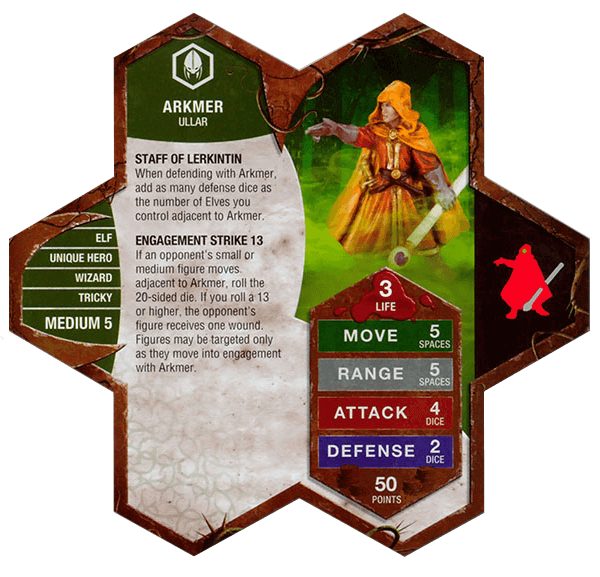 ARKMER
ULLAR
STAFF OF LERKINTIN
When defending with Arkmer,
add as many defense dice as
the number of Elves you
control adjacent to Arkmer.
ENGAGEMENT STRIKE 13
If an opponent's small or
medium figure moves
adjacent to Arkmer, roll the
20-sided die. If you roll a 13
or higher, the opponent's
figure receives one wound.
Figures may be targeted only
as they move into engagement
with Arkmer.
ELF
UNIQUE HERO
WIZARD
TRICKY
MEDIUM 5
3
LIFE
MOVE 5 SPACES
RANGE 5 SPACES
ATTACK 4 DICE
DEFENSE 2 DICE
50
POINTS